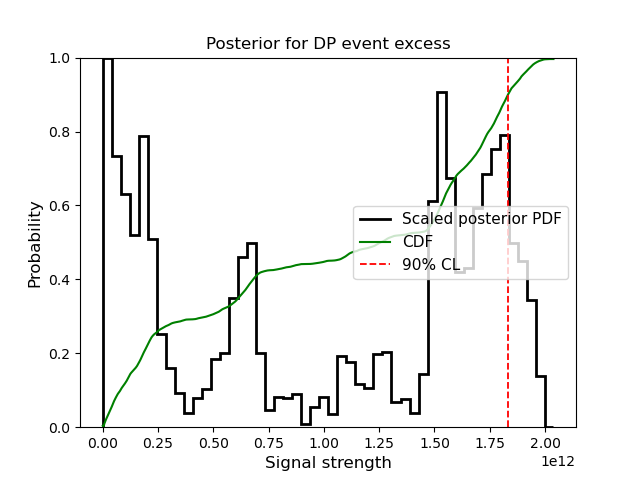 Posterior for DP event excess
Probability
1.0
0.8
0.6
0.4
0.2
0.0
Scaled posterior PDF
CDF
90% CL
0.00 0.25 0.50 0.75 1.00 1.25 1.50 1.75 2.00
1e12
Signal strength